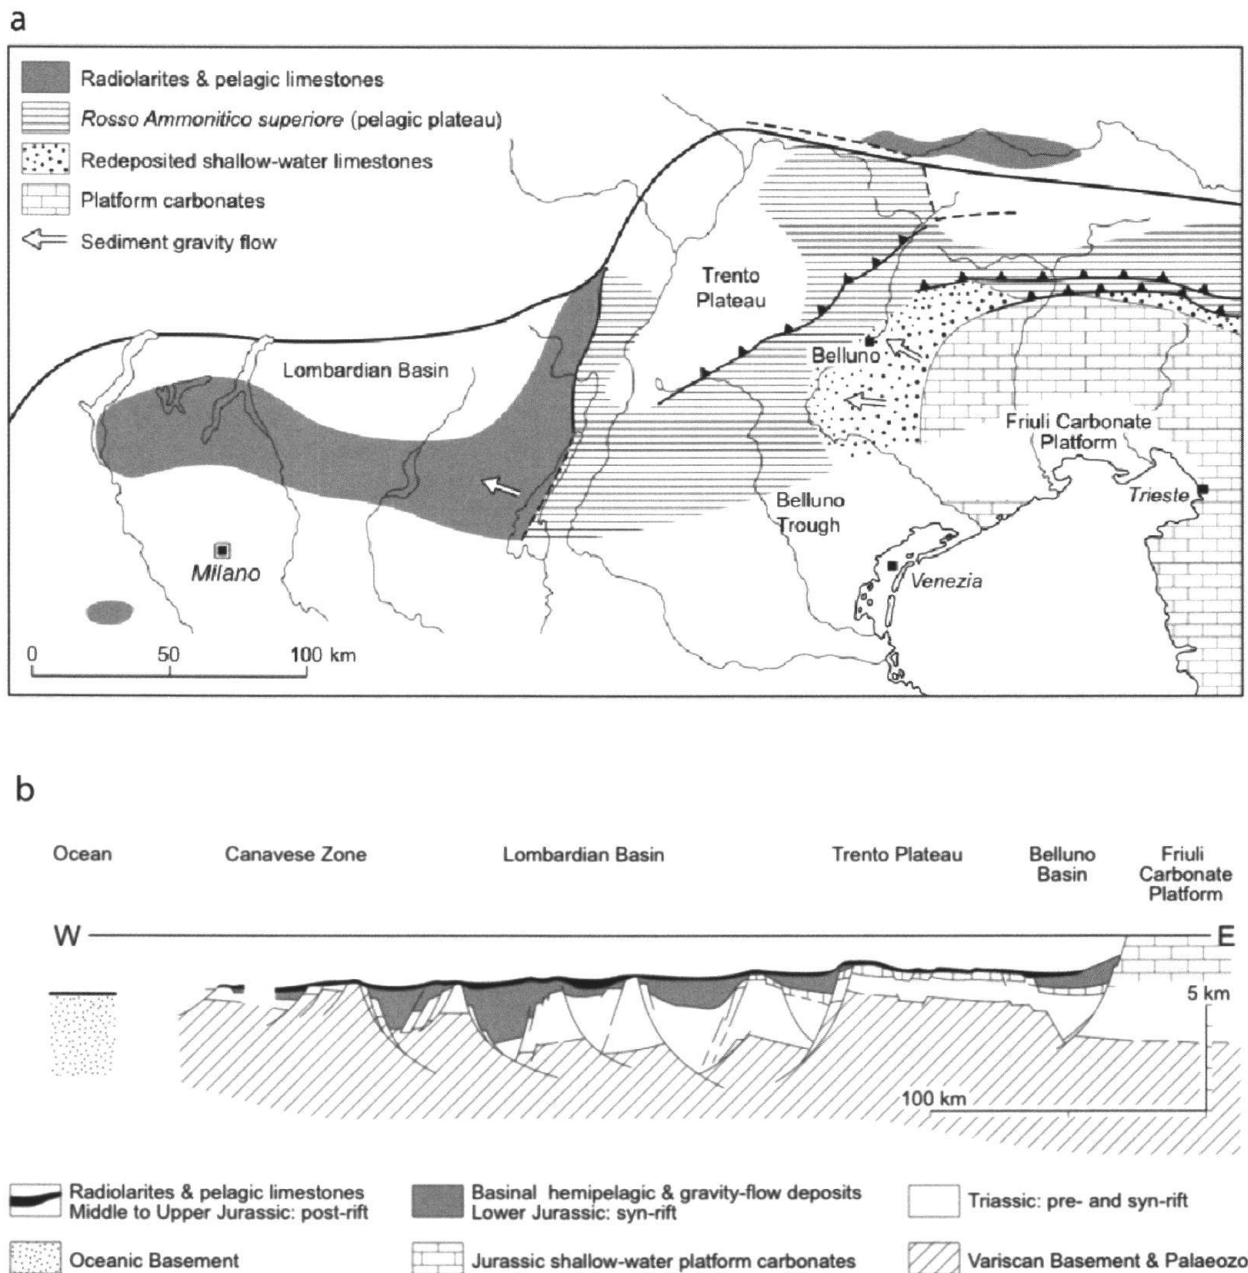 a
Radiolarites & pelagic limestones
Rosso Ammonitico superiore (pelagic plateau)
Redeposited shallow-water limestones
Platform carbonates
Sediment gravity flow
Trento
Plateau
Lombardian Basin
Belluno
Friuli Carbonate
Platform
Belluno
Trough
Trieste
Milano
Venezia
0 50 100 km
b
Ocean Canavese Zone Lombardian Basin Trento Plateau Belluno Friuli
Basin Carbonate
Platform
W E
5 km
100 km
Radiolarites & pelagic limestones
Middle to Upper Jurassic: post-rift
Basinal hemipelagic & gravity-flow deposits
Lower Jurassic: syn-rift
Triassic: pre- and syn-rift
Oceanic Basement
Jurassic shallow-water platform carbonates
Variscan Basement & Palaeozo